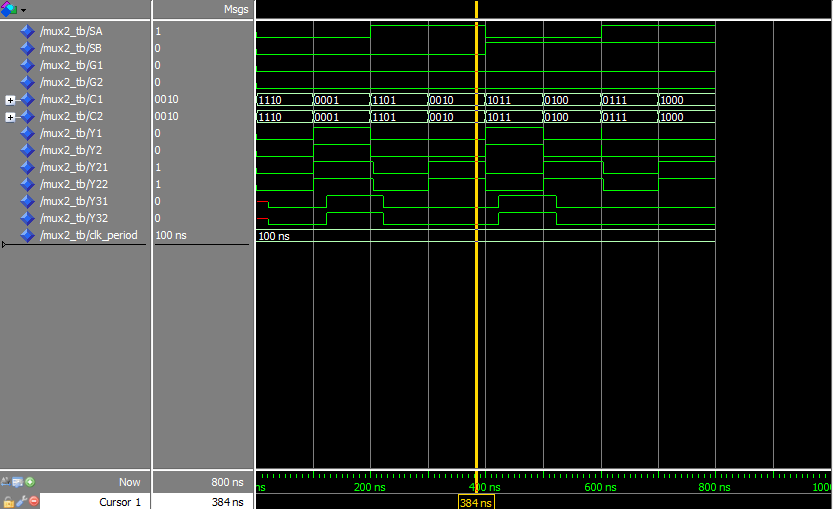 Msgs
/mux2_tb/SA 1
/mux2_tb/SB 0
/mux2_tb/G1 0
/mux2_tb/G2 0
/mux2_tb/C1 0010 1110 0001 1101 0010 1011 0100 0111 1000
/mux2_tb/C2 0010 1110 0001 1101 0010 1011 0100 0111 1000
/mux2_tb/Y1 0
/mux2_tb/Y2 0
/mux2_tb/Y21 1
/mux2_tb/Y22 1
/mux2_tb/Y31 0
/mux2_tb/Y32 0
/mux2_tb/clk_period 100 ns 100 ns
Now 800 ns ns 200 ns 400 ns 600 ns 800 ns 1000
Cursor 1 384 ns 384 ns